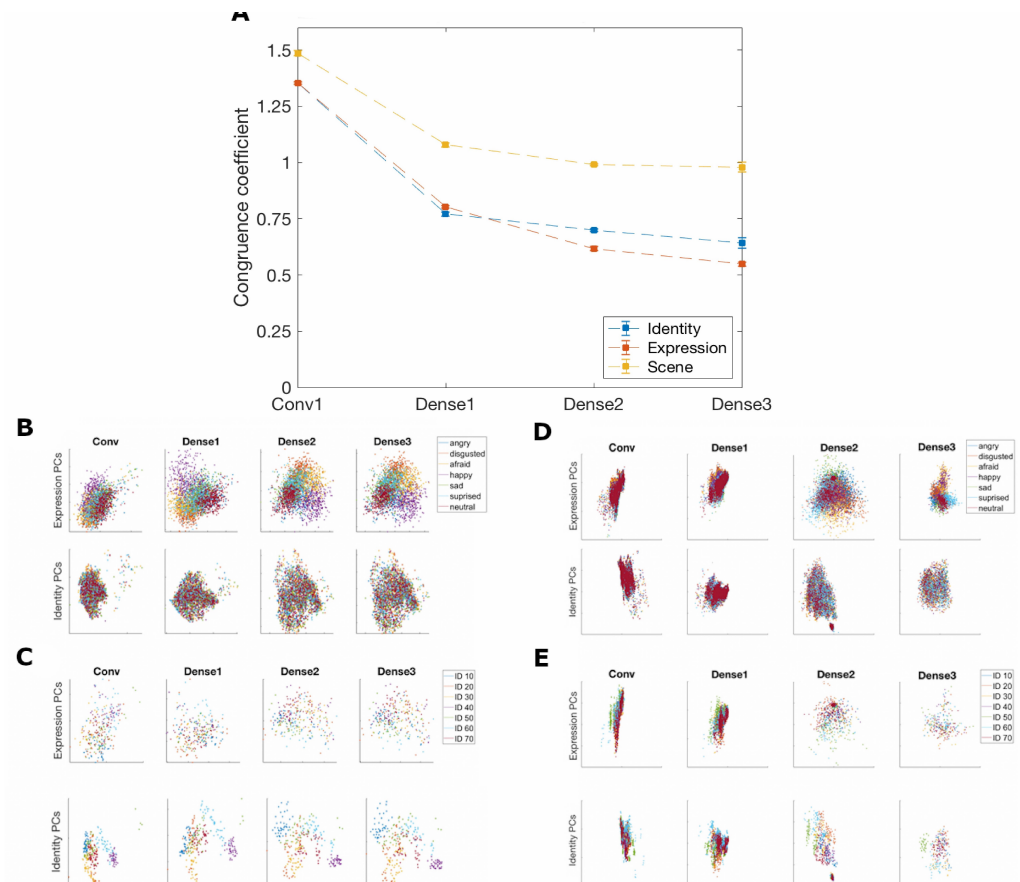 A
Congruence coefficient
1.5
1.25
1
0.75
0.5
0.25
0
Identity
Expression
Scene
Conv1 Dense1 Dense2 Dense3
B
Conv Dense1 Dense2 Dense3
Expression PCs
angry
disgusted
afraid
happy
sad
suprised
neutral
Identity PCs
C
Conv Dense1 Dense2 Dense3
Expression PCs
ID 10
ID 20
ID 30
ID 40
ID 50
ID 60
ID 70
Identity PCs
D
Conv Dense1 Dense2 Dense3
Expression PCs
angry
disgusted
afraid
happy
sad
suprised
neutral
Identity PCs
E
Conv Dense1 Dense2 Dense3
Expression PCs
ID 10
ID 20
ID 30
ID 40
ID 50
ID 60
ID 70
Identity PCs